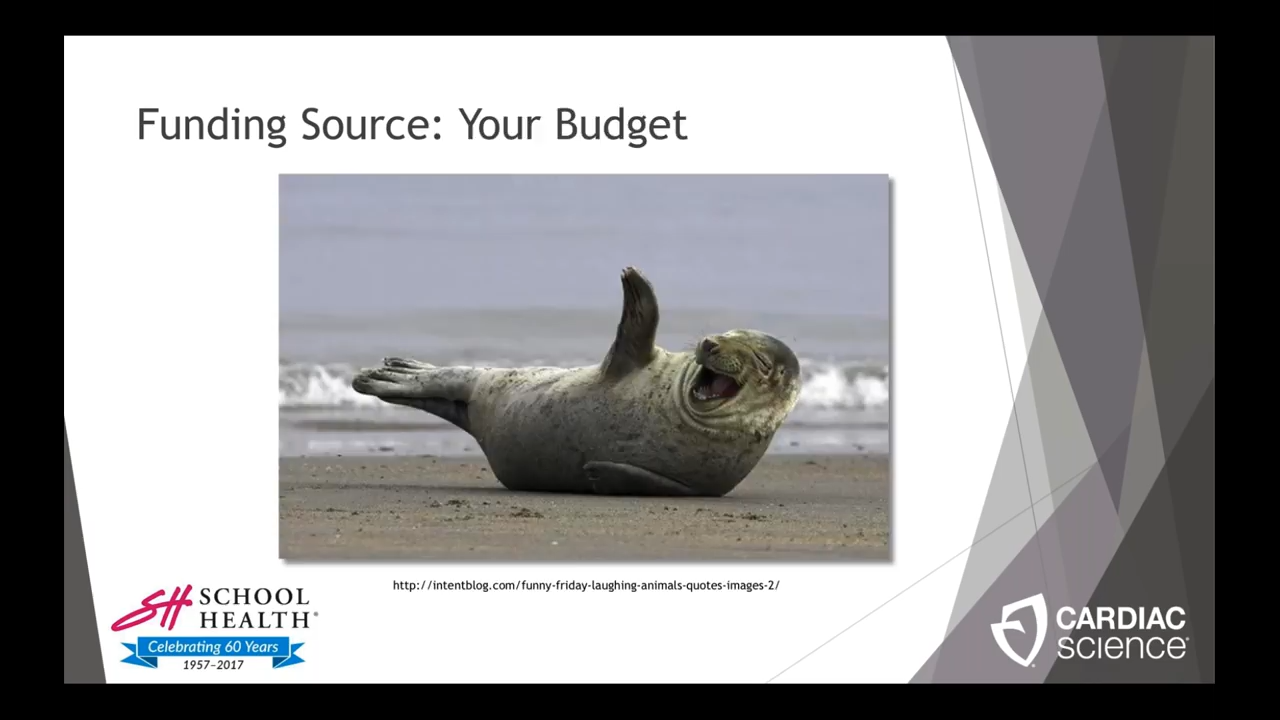 Funding Source: Your Budget
http://intentblog.com/funny-friday-laughing-animals-quotes-images-2/
SH SCHOOL
HEALTH®
Celebrating 60 Years
1957–2017
CARDIAC
science®